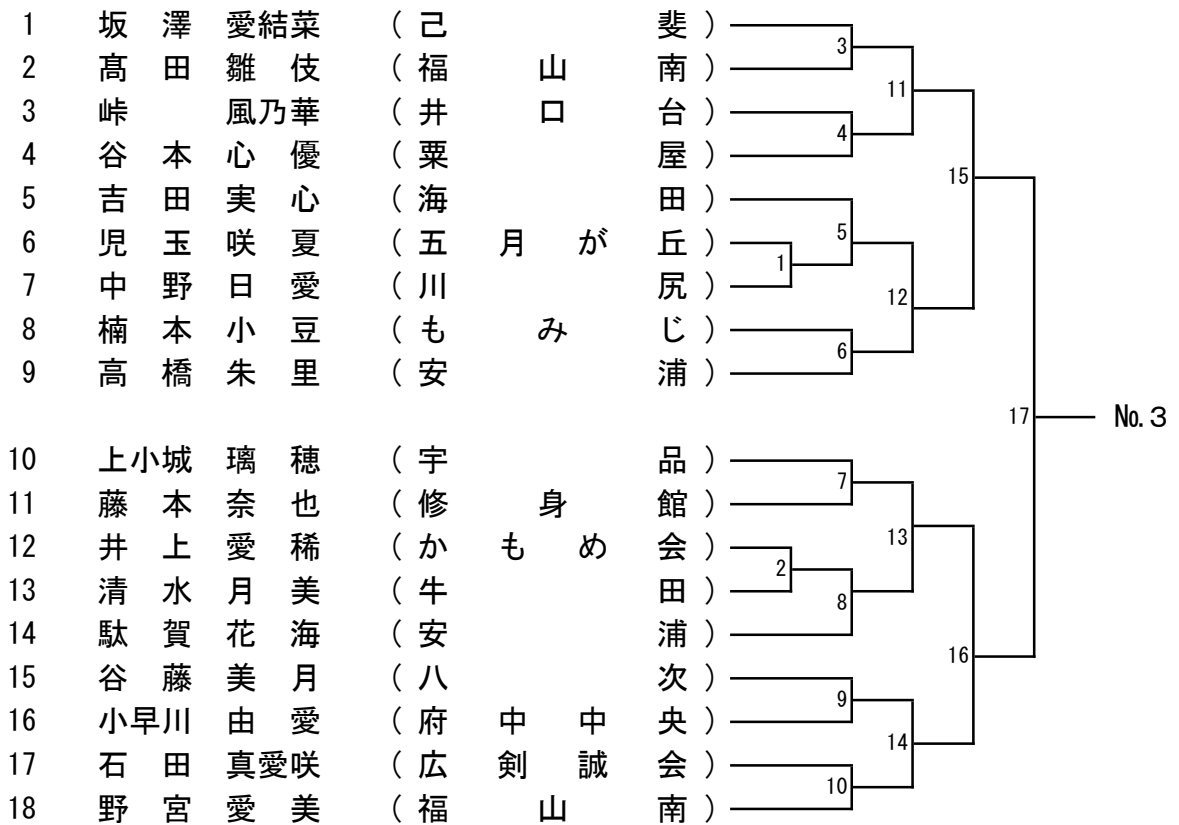 1 坂澤 愛結菜 (己斐) 3
2 髙田 雛伎 (福山南)
11
3 峠 風乃華 (井口台) 4
4 谷本 心優 (粟屋)
15
5 吉田 実心 (海田)
6 児玉 咲夏 (五月が丘) 5
7 中野 日愛 (川尻) 1
12
8 楠本 小豆 (もみじ)
6
9 高橋 朱里 (安浦)
17 №3
10 上小城 璃穂 (宇品)
7
11 藤本 奈也 (修身館)
12 井上 愛稀 (かもめ会) 13
2
13 清水 月美 (牛田) 8
14 駄賀 花海 (安浦)
16
15 谷藤 美月 (八次)
9
16 小早川 由愛 (府中中央)
14
17 石田 真愛咲 (広剣誠会)
10
18 野宮 愛美 (福山南)